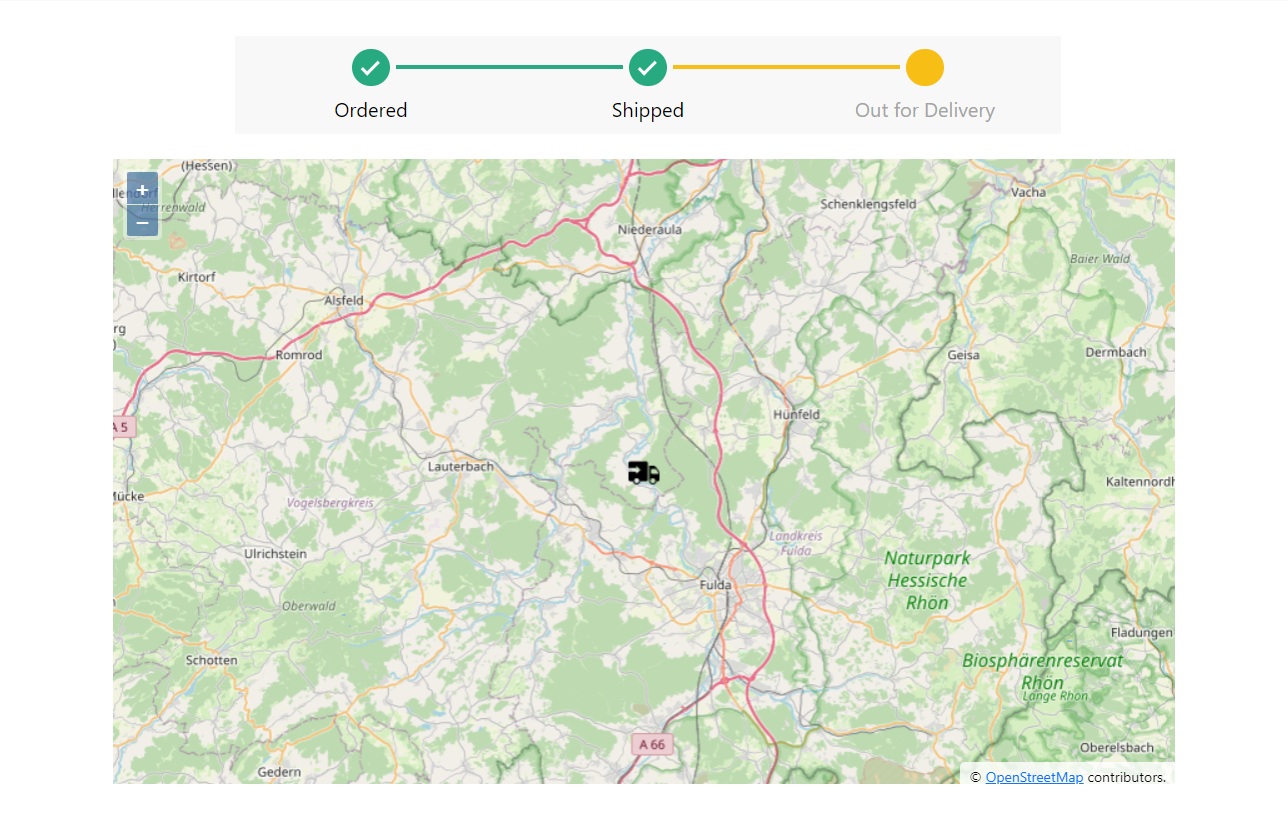 Ordered
Shipped
Out for Delivery
(Hessen)
+
Herrenwald
−
Vacha
Schenklengsfeld
Niederaula
Baier Wald
Kirtorf
Alsfeld
Romrod
Geisa
Dermbach
Hünfeld
A 5
Lauterbach
Kaltennordh
Mücke
Vogelsbergkreis
Landkreis
Fulda
Ulrichstein
Naturpark
Hessische
Rhön
Fulda
Oberwald
Fladungen
Schotten
Biosphärenreservat
Rhön
Lange Rhön
A 66
Oberelsbach
Gedern
© OpenStreetMap contributors.